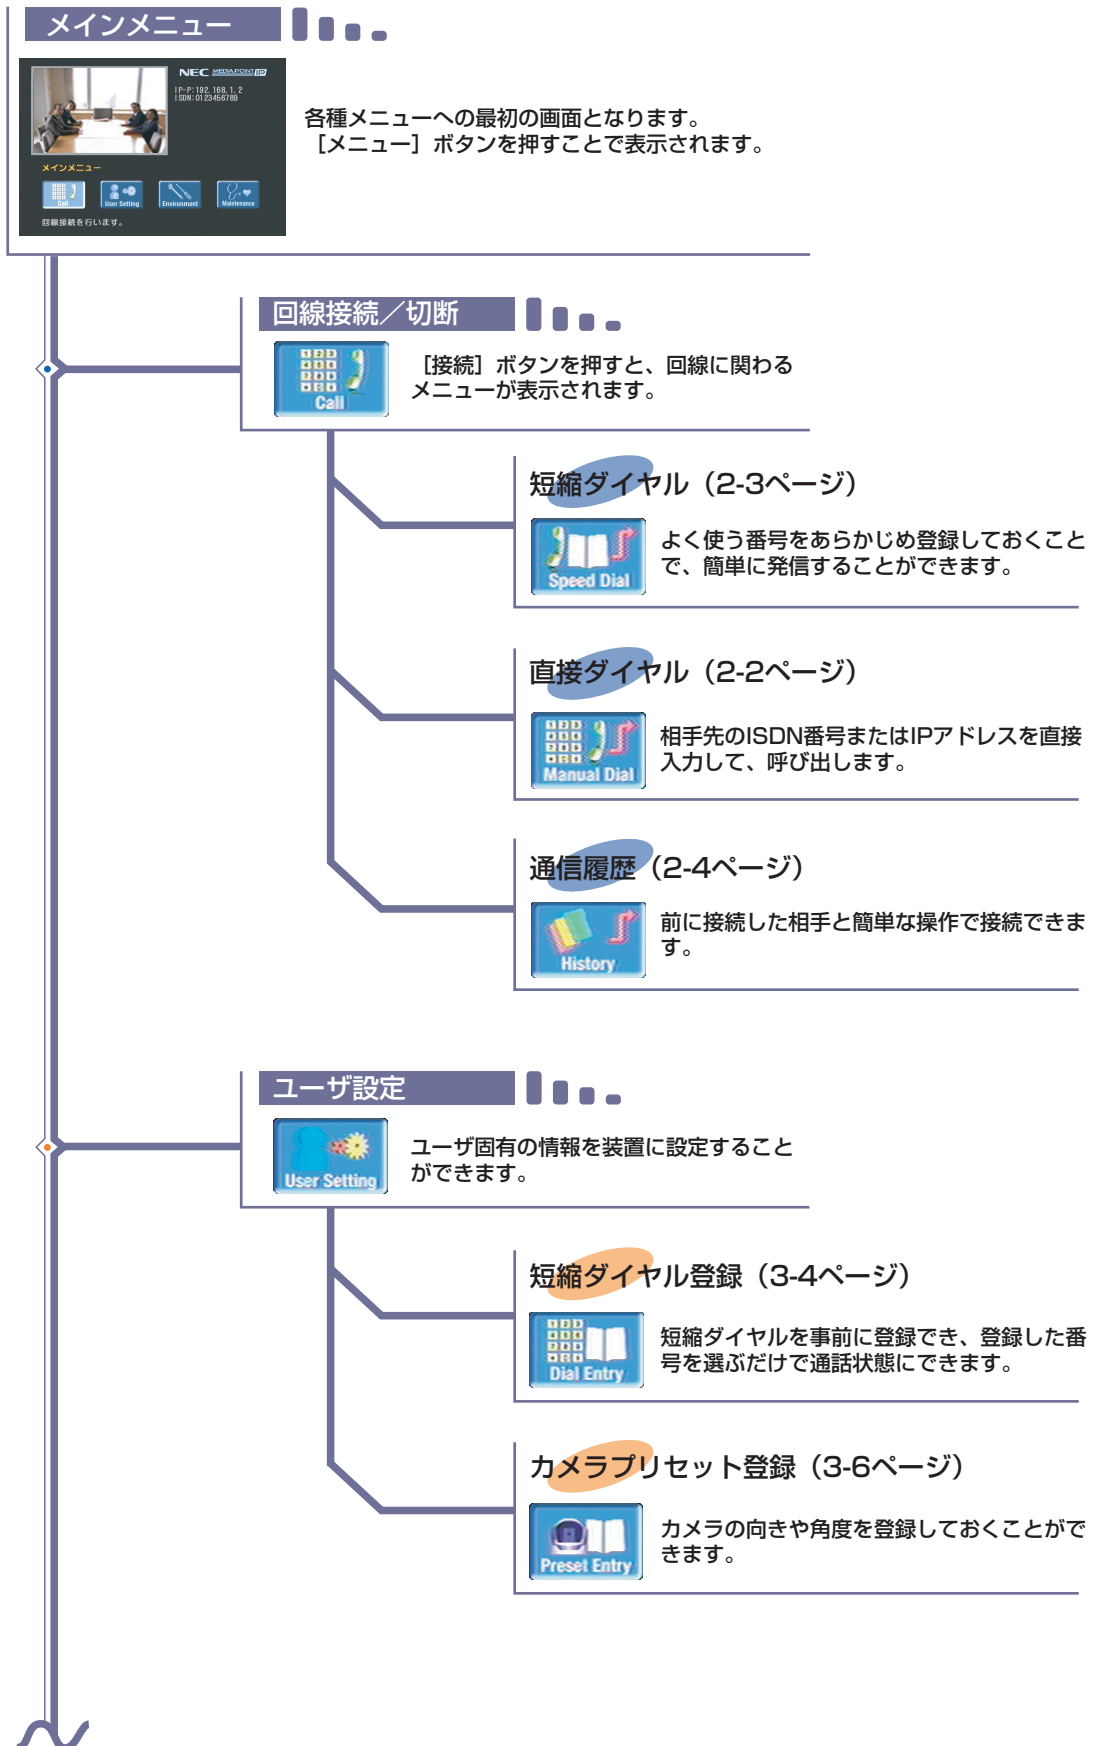 メインメニュー
NEC MEDIAPOINT IP
IP-P:192.168.1.2
ISDN:0123456789
メインメニュー
Call
User Setting
Environment
Maintenance
回線接続を行います。
各種メニューへの最初の画面となります。
［メニュー］ボタンを押すことで表示されます。
回線接続／切断
Call
［接続］ボタンを押すと、回線に関わる
メニューが表示されます。
短縮ダイヤル（2-3ページ）
Speed Dial
よく使う番号をあらかじめ登録しておくこと
で、簡単に発信することができます。
直接ダイヤル（2-2ページ）
Manual Dial
相手先のISDN番号またはIPアドレスを直接
入力して、呼び出します。
通信履歴（2-4ページ）
History
前に接続した相手と簡単な操作で接続できま
す。
ユーザ設定
User Setting
ユーザ固有の情報を装置に設定すること
ができます。
短縮ダイヤル登録（3-4ページ）
Dial Entry
短縮ダイヤルを事前に登録でき、登録した番
号を選ぶだけで通話状態にできます。
カメラプリセット登録（3-6ページ）
Preset Entry
カメラの向きや角度を登録しておくことがで
きます。